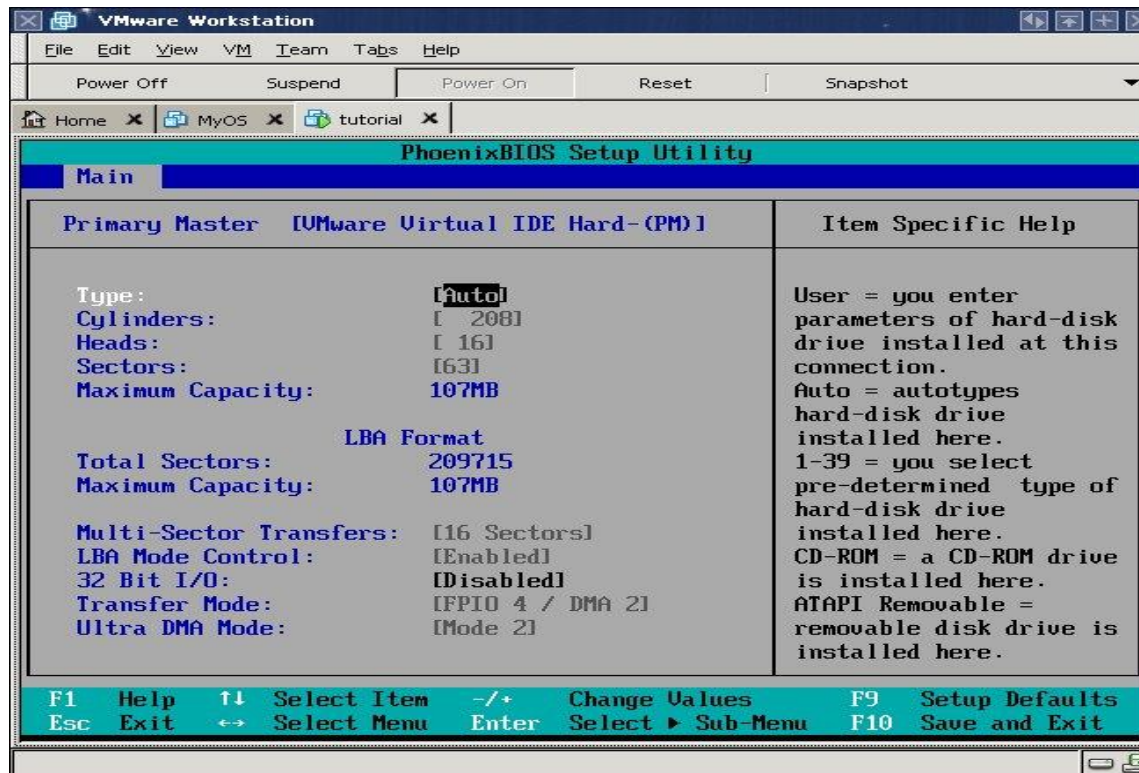 VMware Workstation
File Edit View VM Team Tabs Help
Power Off Suspend Power On Reset Snapshot
Home MyOS tutorial
PhoenixBIOS Setup Utility
Main
Primary Master [VMware Virtual IDE Hard-(PM)]
Type: [Auto]
Cylinders: [ 208]
Heads: [ 16]
Sectors: [63]
Maximum Capacity: 107MB
LBA Format
Total Sectors: 209715
Maximum Capacity: 107MB
Multi-Sector Transfers: [16 Sectors]
LBA Mode Control: [Enabled]
32 Bit I/O: [Disabled]
Transfer Mode: [FPIO 4 / DMA 2]
Ultra DMA Mode: [Mode 2]
Item Specific Help
User = you enter
parameters of hard-disk
drive installed at this
connection.
Auto = autotypes
hard-disk drive
installed here.
1-39 = you select
pre-determined type of
hard-disk drive
installed here.
CD-ROM = a CD-ROM drive
is installed here.
ATAPI Removable =
removable disk drive is
installed here.
F1 Help ↑↓ Select Item -/+ Change Values F9 Setup Defaults
Esc Exit ↔ Select Menu Enter Select ▶ Sub-Menu F10 Save and Exit